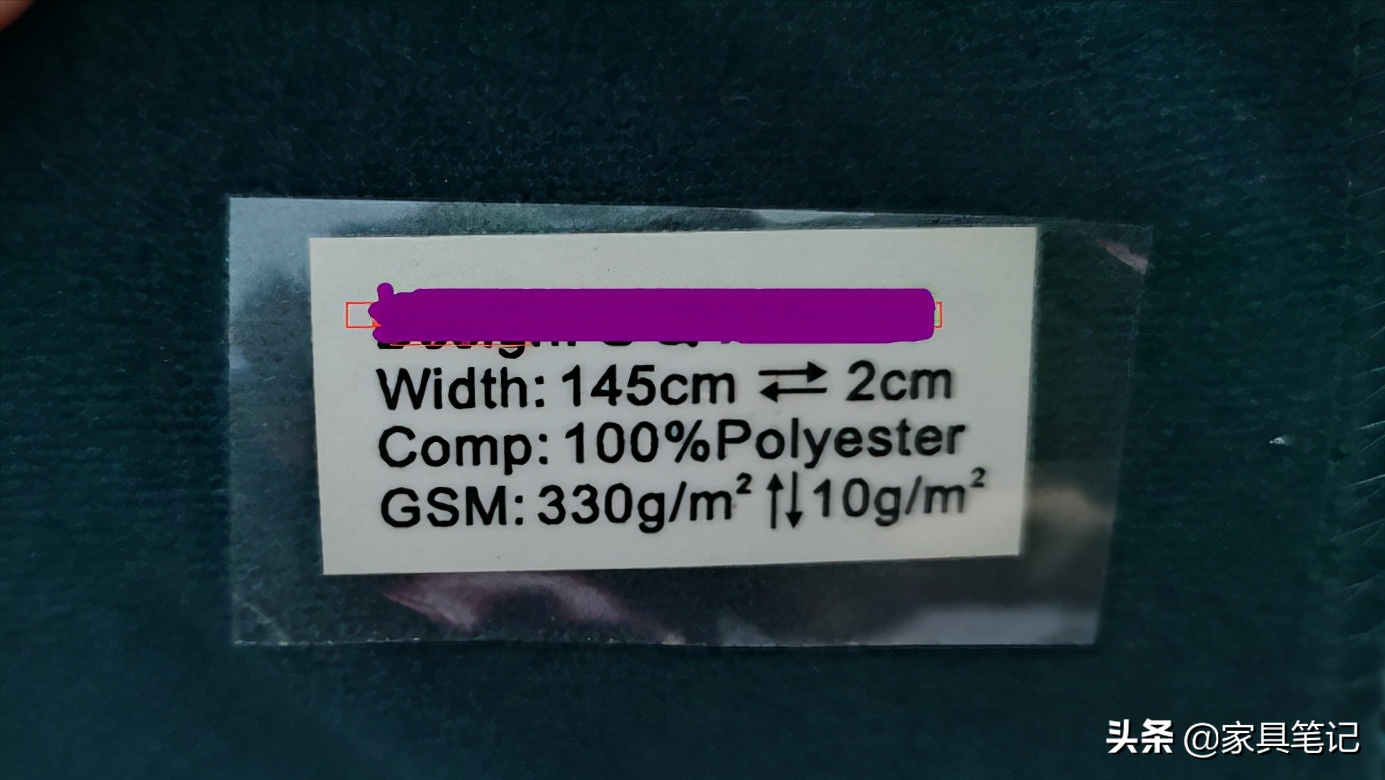 Width: 145cm ⇄ 2cm
Comp: 100%Polyester
GSM: 330g/m² ↑↓10g/m²
头条 @家具笔记